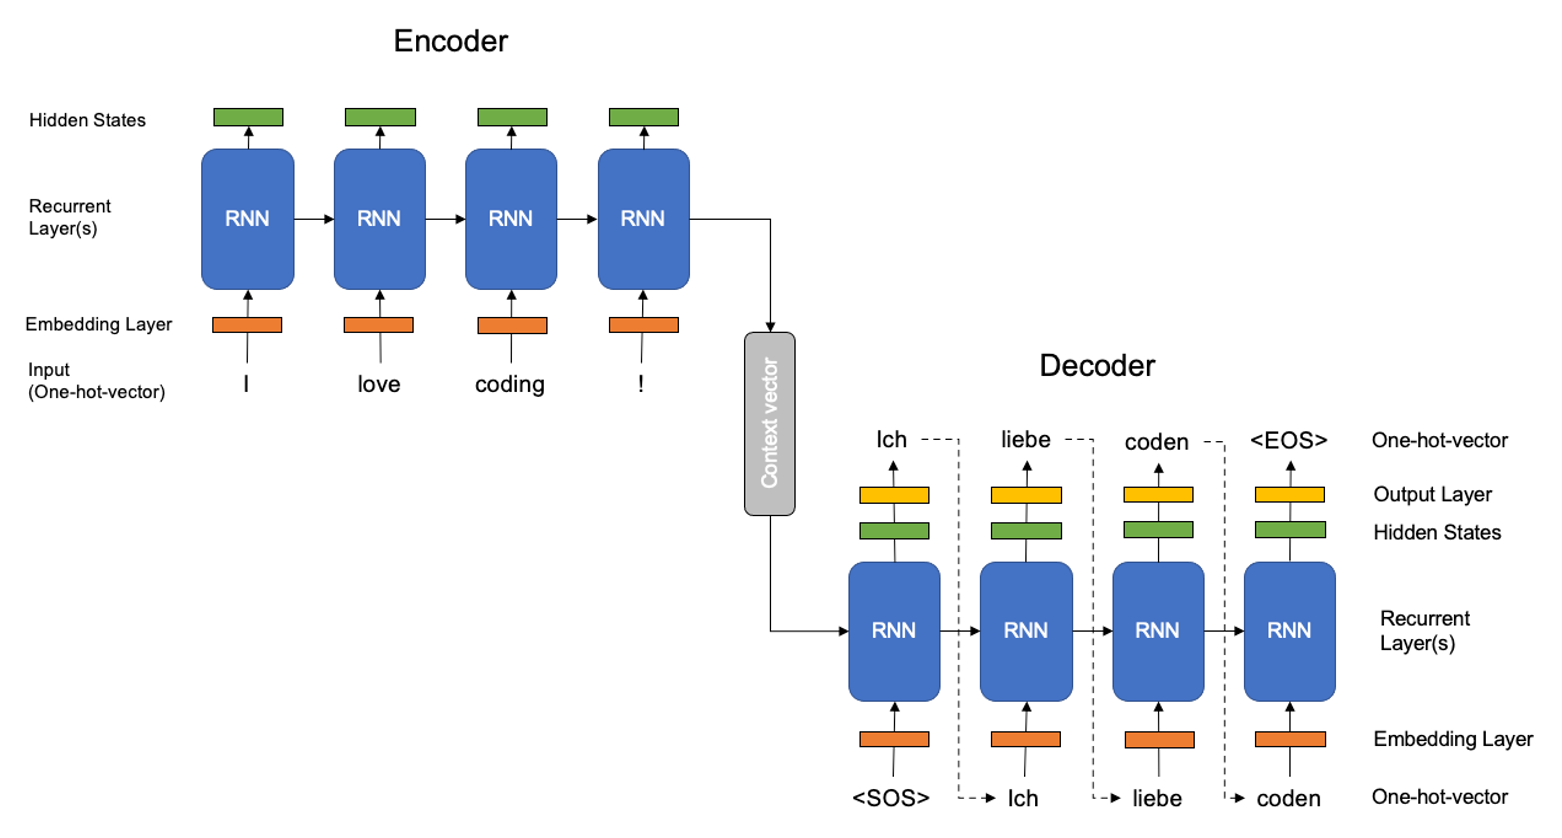 Encoder
Hidden States
RNN RNN RNN RNN
Recurrent
Layer(s)
Embedding Layer
Input
(One-hot-vector)
I love coding !
Context vector
Decoder
Ich liebe coden <EOS> One-hot-vector
Output Layer
Hidden States
RNN RNN RNN RNN
Recurrent
Layer(s)
Embedding Layer
<SOS> Ich liebe coden One-hot-vector